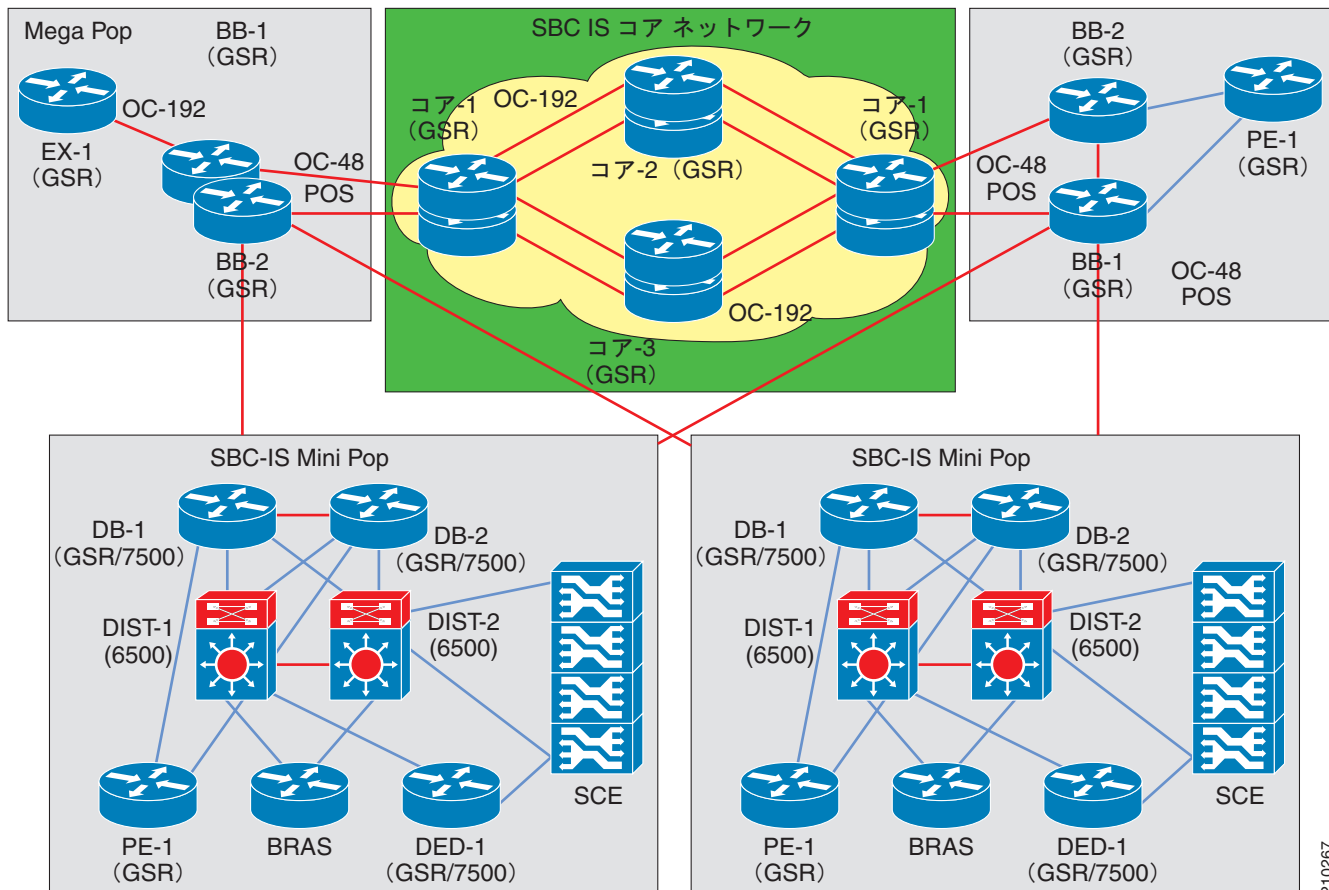 Mega Pop
BB-1
（GSR）
EX-1
（GSR）
OC-192
OC-48
POS
BB-2
（GSR）
SBC IS コア ネットワーク
コア-1
（GSR）
OC-192
コア-2（GSR）
コア-1
（GSR）
OC-192
コア-3
（GSR）
BB-2
（GSR）
PE-1
（GSR）
OC-48
POS
BB-1
（GSR）
OC-48
POS
SBC-IS Mini Pop
DB-1
（GSR/7500）
DB-2
（GSR/7500）
DIST-1
(6500)
DIST-2
(6500)
SCE
PE-1
（GSR）
BRAS
DED-1
（GSR/7500）
SBC-IS Mini Pop
DB-1
（GSR/7500）
DB-2
（GSR/7500）
DIST-1
(6500)
DIST-2
(6500)
SCE
PE-1
（GSR）
BRAS
DED-1
（GSR/7500）